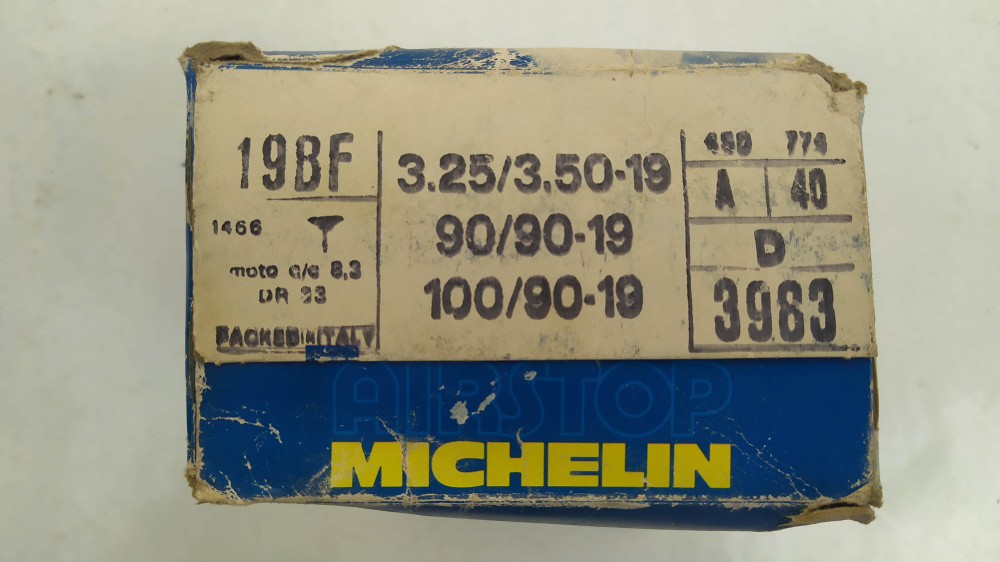 19BF
1466
moto c/c 8,3
DR 33
PACKED IN ITALY
3.25/3.50-19
90/90-19
100/90-19
450 774
A 40
D
3983
AIRSTOP
MICHELIN